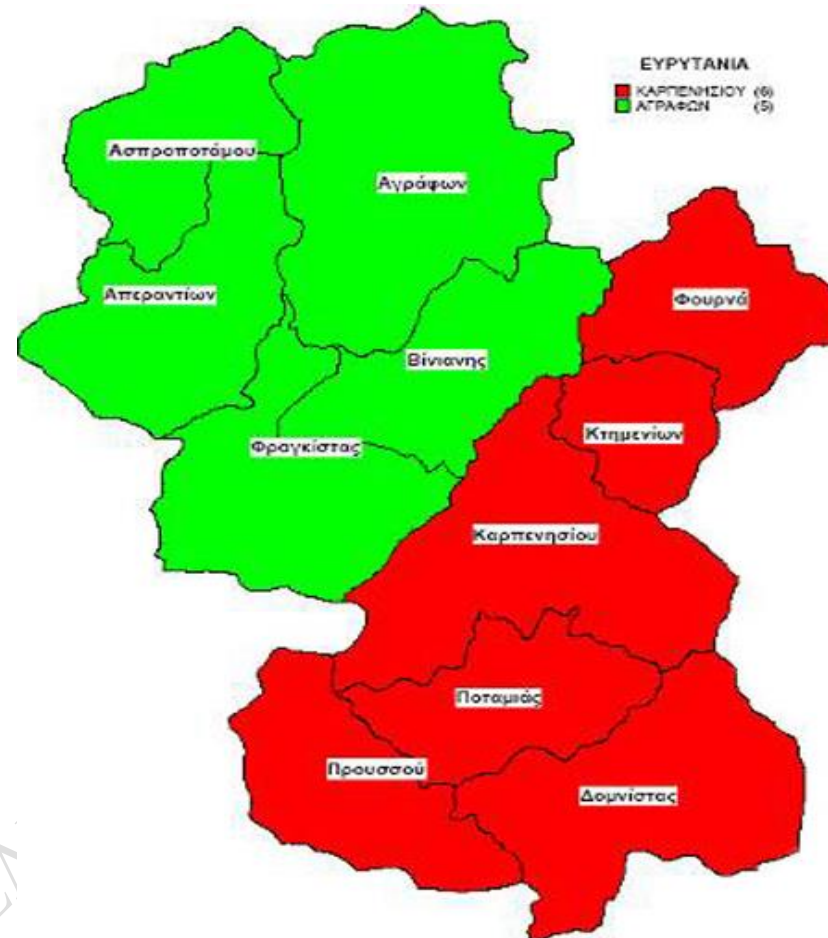 ΕΥΡΥΤΑΝΙΑ
ΚΑΡΠΕΝΗΣΙΟΥ (6)
ΑΓΡΑΦΩΝ (5)
Ασπροποτάμου
Αγράφων
Απεραντίων
Φουρνά
Βίνιανης
Κτημενίων
Φραγκίστας
Καρπενησίου
Ποταμιάς
Προυσσού
Δομνίστας